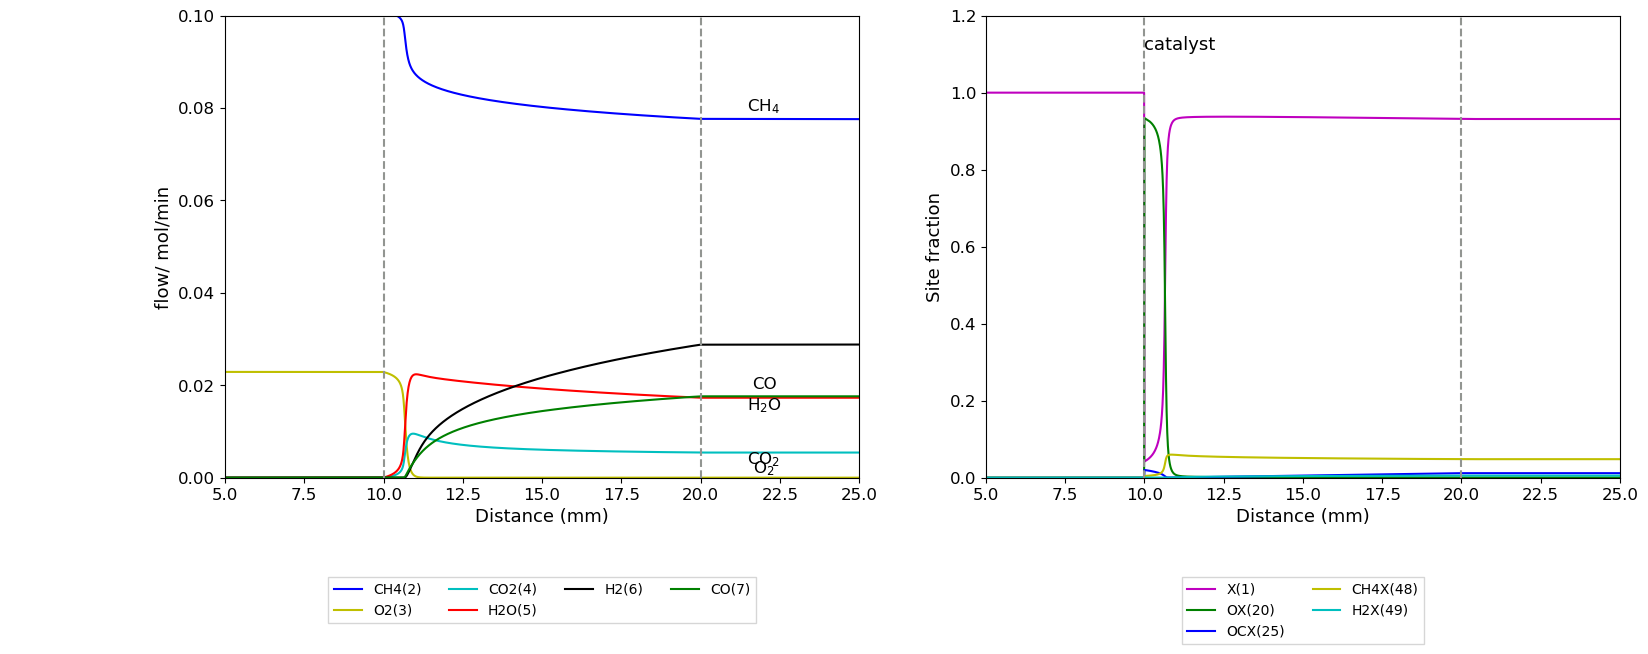 0.10
0.08
0.06
0.04
0.02
0.00
flow/ mol/min
CH₄
CO
H₂O
CO₂
O₂
5.0 7.5 10.0 12.5 15.0 17.5 20.0 22.5 25.0
Distance (mm)
CH4(2) CO2(4) H2(6) CO(7)
O2(3) H2O(5)
1.2
1.0
0.8
0.6
0.4
0.2
0.0
Site fraction
catalyst
5.0 7.5 10.0 12.5 15.0 17.5 20.0 22.5 25.0
Distance (mm)
X(1) CH4X(48)
OX(20) H2X(49)
OCX(25)